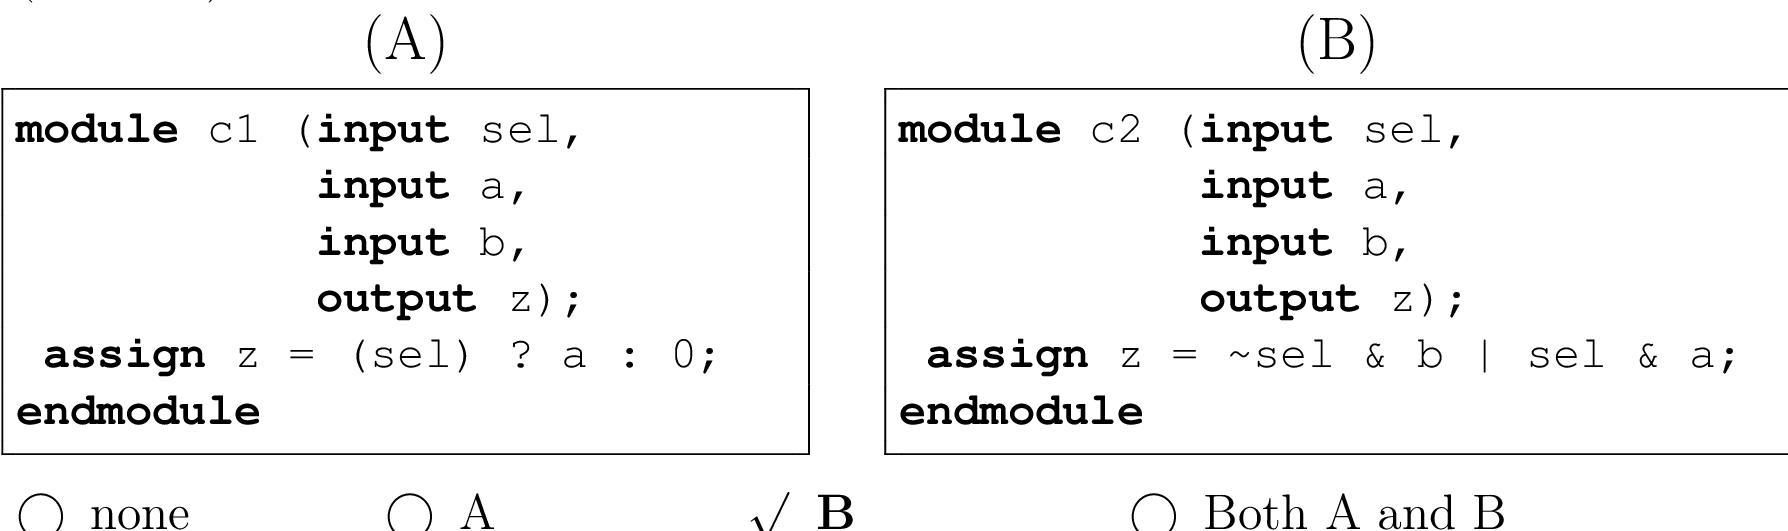 (A)
module c1 (input sel,
input a,
input b,
output z);
assign z = (sel) ? a : 0;
endmodule
(B)
module c2 (input sel,
input a,
input b,
output z);
assign z = ~sel & b | sel & a;
endmodule
○ none ○ A √ B ○ Both A and B